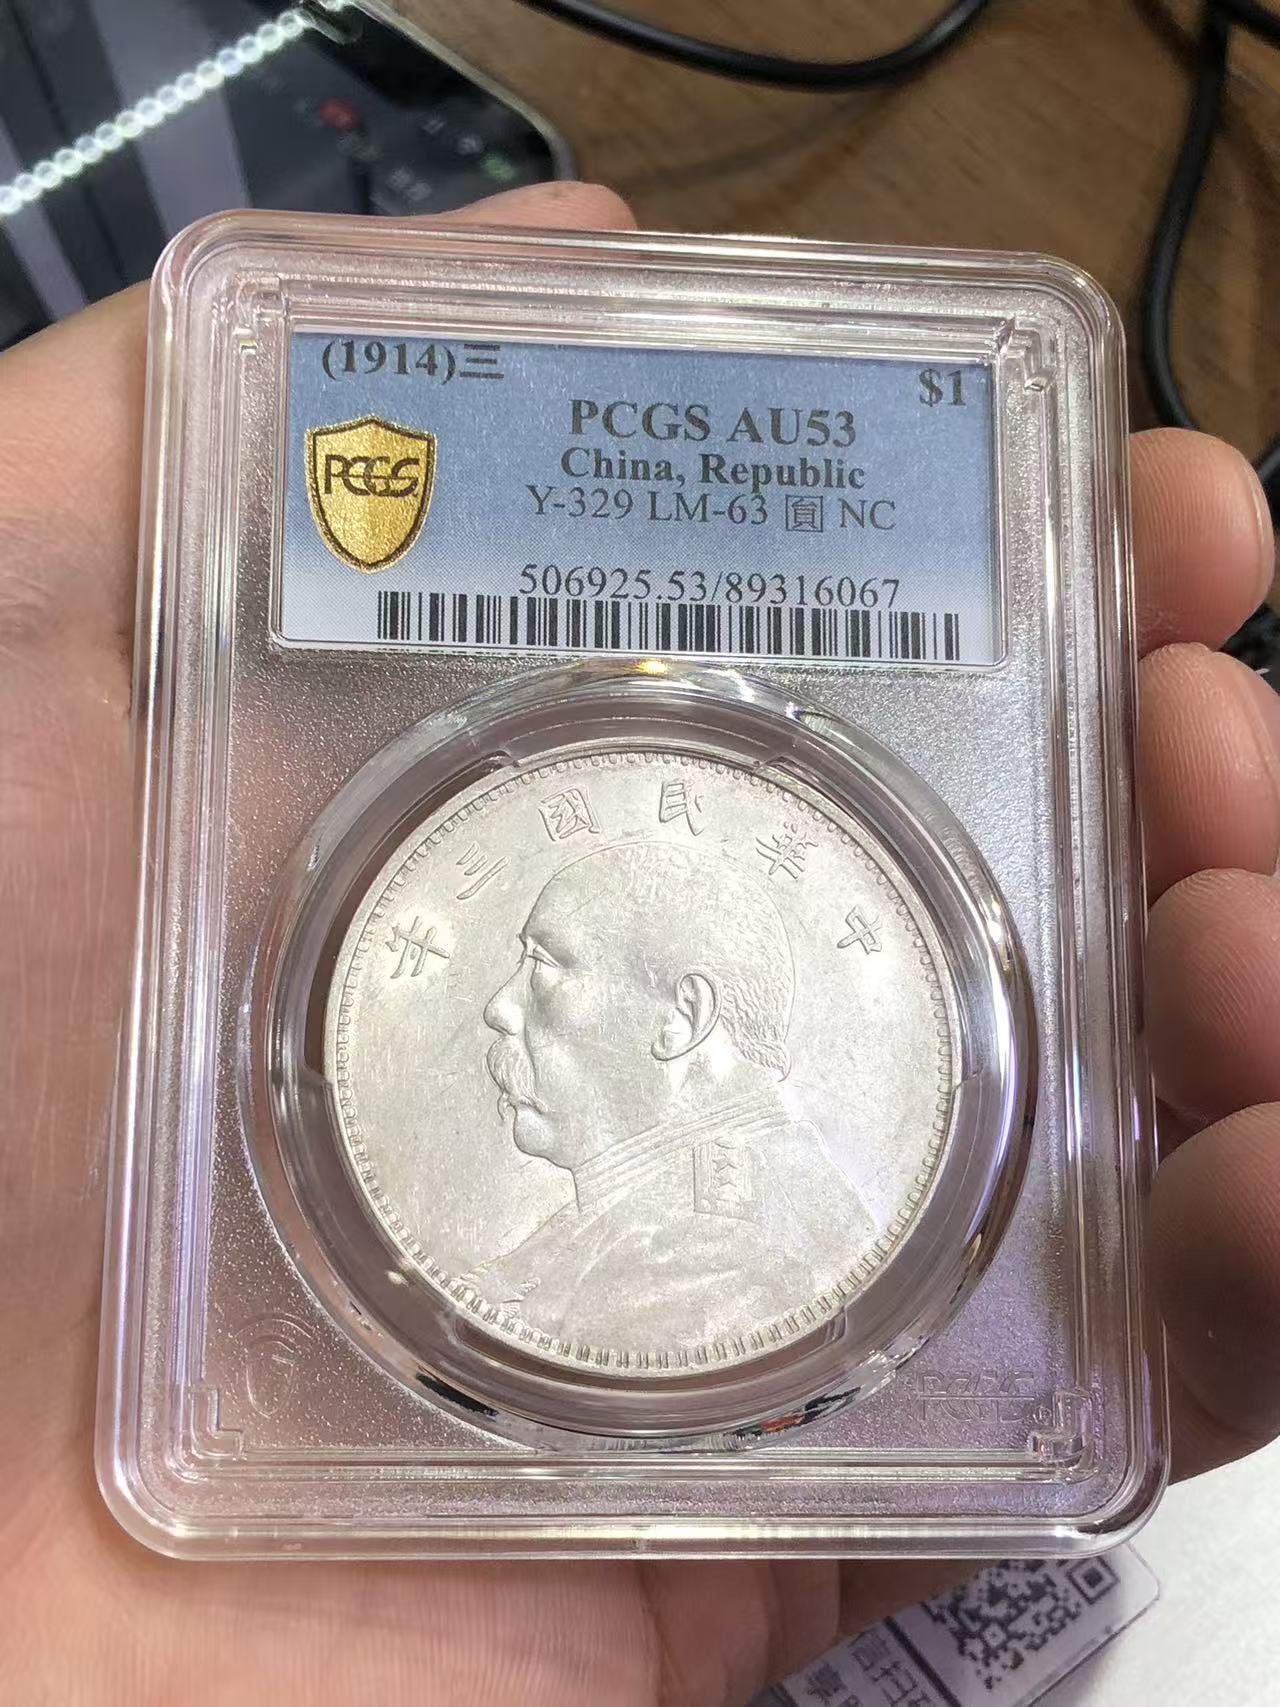 (1914)三
$1
PCGS AU53
China, Republic
Y-329 LM-63 圓 NC
PCGS
506925.53/89316067
年三國民華中
PCGS